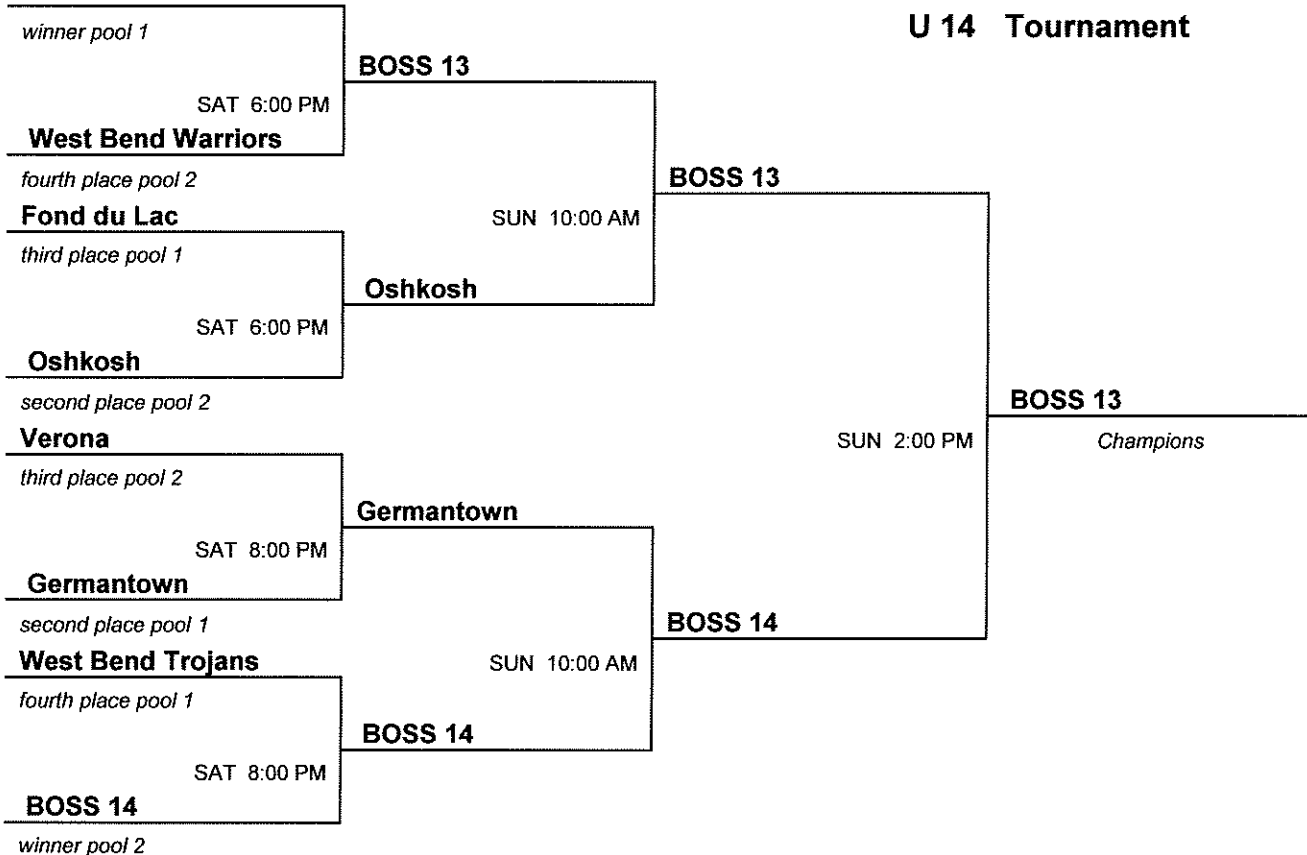 U 14 Tournament
winner pool 1
BOSS 13
SAT 6:00 PM
West Bend Warriors
fourth place pool 2
BOSS 13
Fond du Lac
SUN 10:00 AM
third place pool 1
Oshkosh
SAT 6:00 PM
Oshkosh
second place pool 2
BOSS 13
Verona
SUN 2:00 PM
Champions
third place pool 2
Germantown
SAT 8:00 PM
Germantown
second place pool 1
BOSS 14
West Bend Trojans
SUN 10:00 AM
fourth place pool 1
BOSS 14
SAT 8:00 PM
BOSS 14
winner pool 2